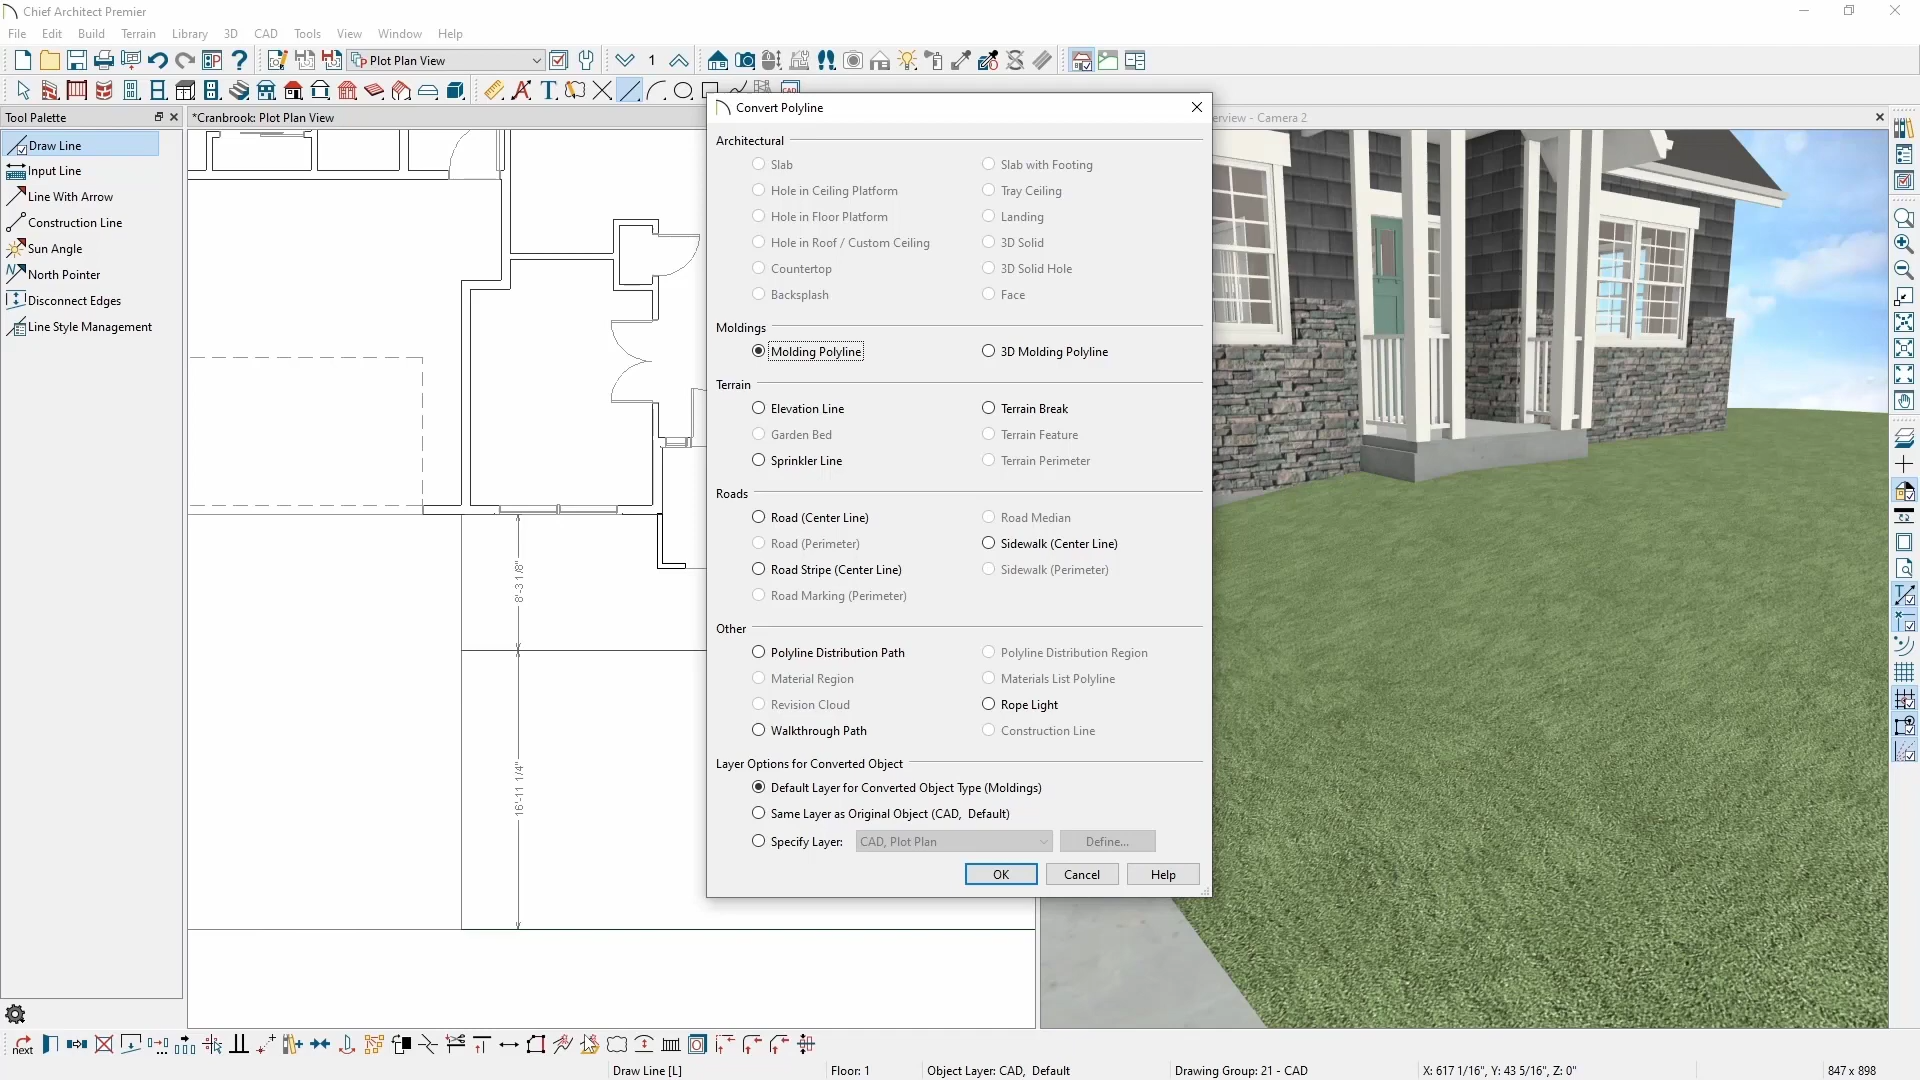 Chief Architect Premier
File Edit Build Terrain Library 3D CAD Tools View Window Help
Plot Plan View
1
Tool Palette
*Cranbrook: Plot Plan View
erview - Camera 2
Draw Line
Input Line
Line With Arrow
Construction Line
Sun Angle
North Pointer
Disconnect Edges
Line Style Management
8'-3 1/8"
16'-11 1/4"
Convert Polyline
Architectural
Slab
Slab with Footing
Hole in Ceiling Platform
Tray Ceiling
Hole in Floor Platform
Landing
Hole in Roof / Custom Ceiling
3D Solid
Countertop
3D Solid Hole
Backsplash
Face
Moldings
Molding Polyline
3D Molding Polyline
Terrain
Elevation Line
Terrain Break
Garden Bed
Terrain Feature
Sprinkler Line
Terrain Perimeter
Roads
Road (Center Line)
Road Median
Road (Perimeter)
Sidewalk (Center Line)
Road Stripe (Center Line)
Sidewalk (Perimeter)
Road Marking (Perimeter)
Other
Polyline Distribution Path
Polyline Distribution Region
Material Region
Materials List Polyline
Revision Cloud
Rope Light
Walkthrough Path
Construction Line
Layer Options for Converted Object
Default Layer for Converted Object Type (Moldings)
Same Layer as Original Object (CAD,  Default)
Specify Layer: CAD, Plot Plan Define...
OK Cancel Help
next
Draw Line [L]
Floor: 1
Object Layer: CAD,  Default
Drawing Group: 21 - CAD
X: 617 1/16", Y: 43 5/16", Z: 0"
847 x 898